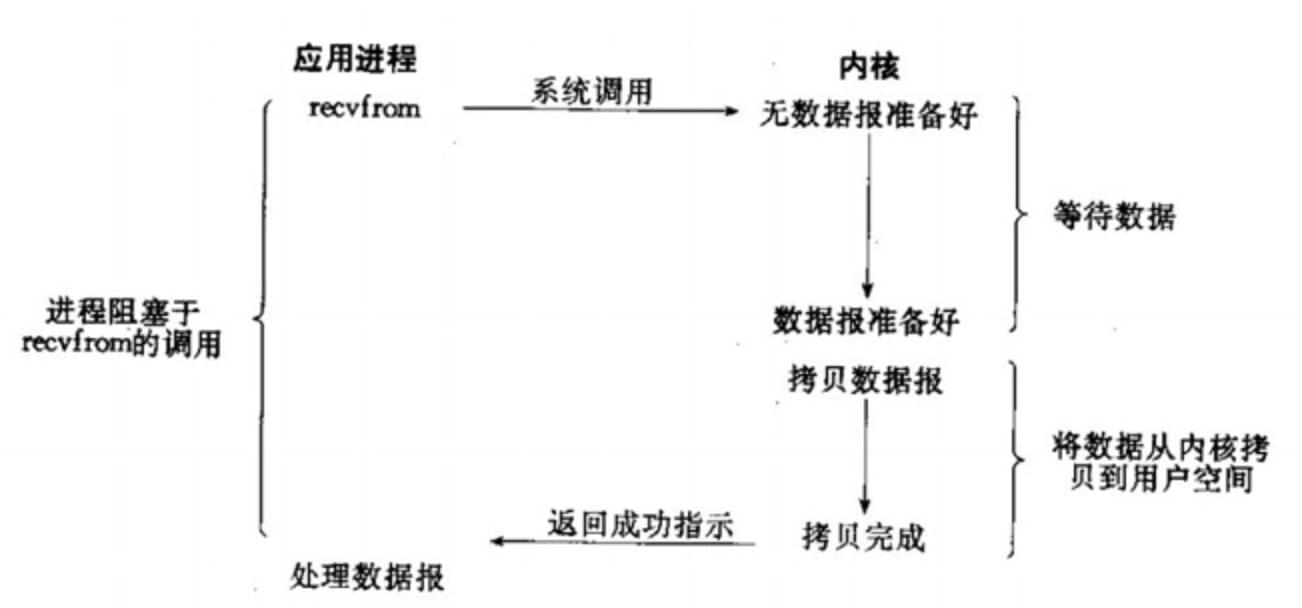 应用进程
内核
recvfrom
系统调用
无数据报准备好
等待数据
进程阻塞于
recvfrom的调用
数据报准备好
拷贝数据报
将数据从内核拷
贝到用户空间
返回成功指示
拷贝完成
处理数据报